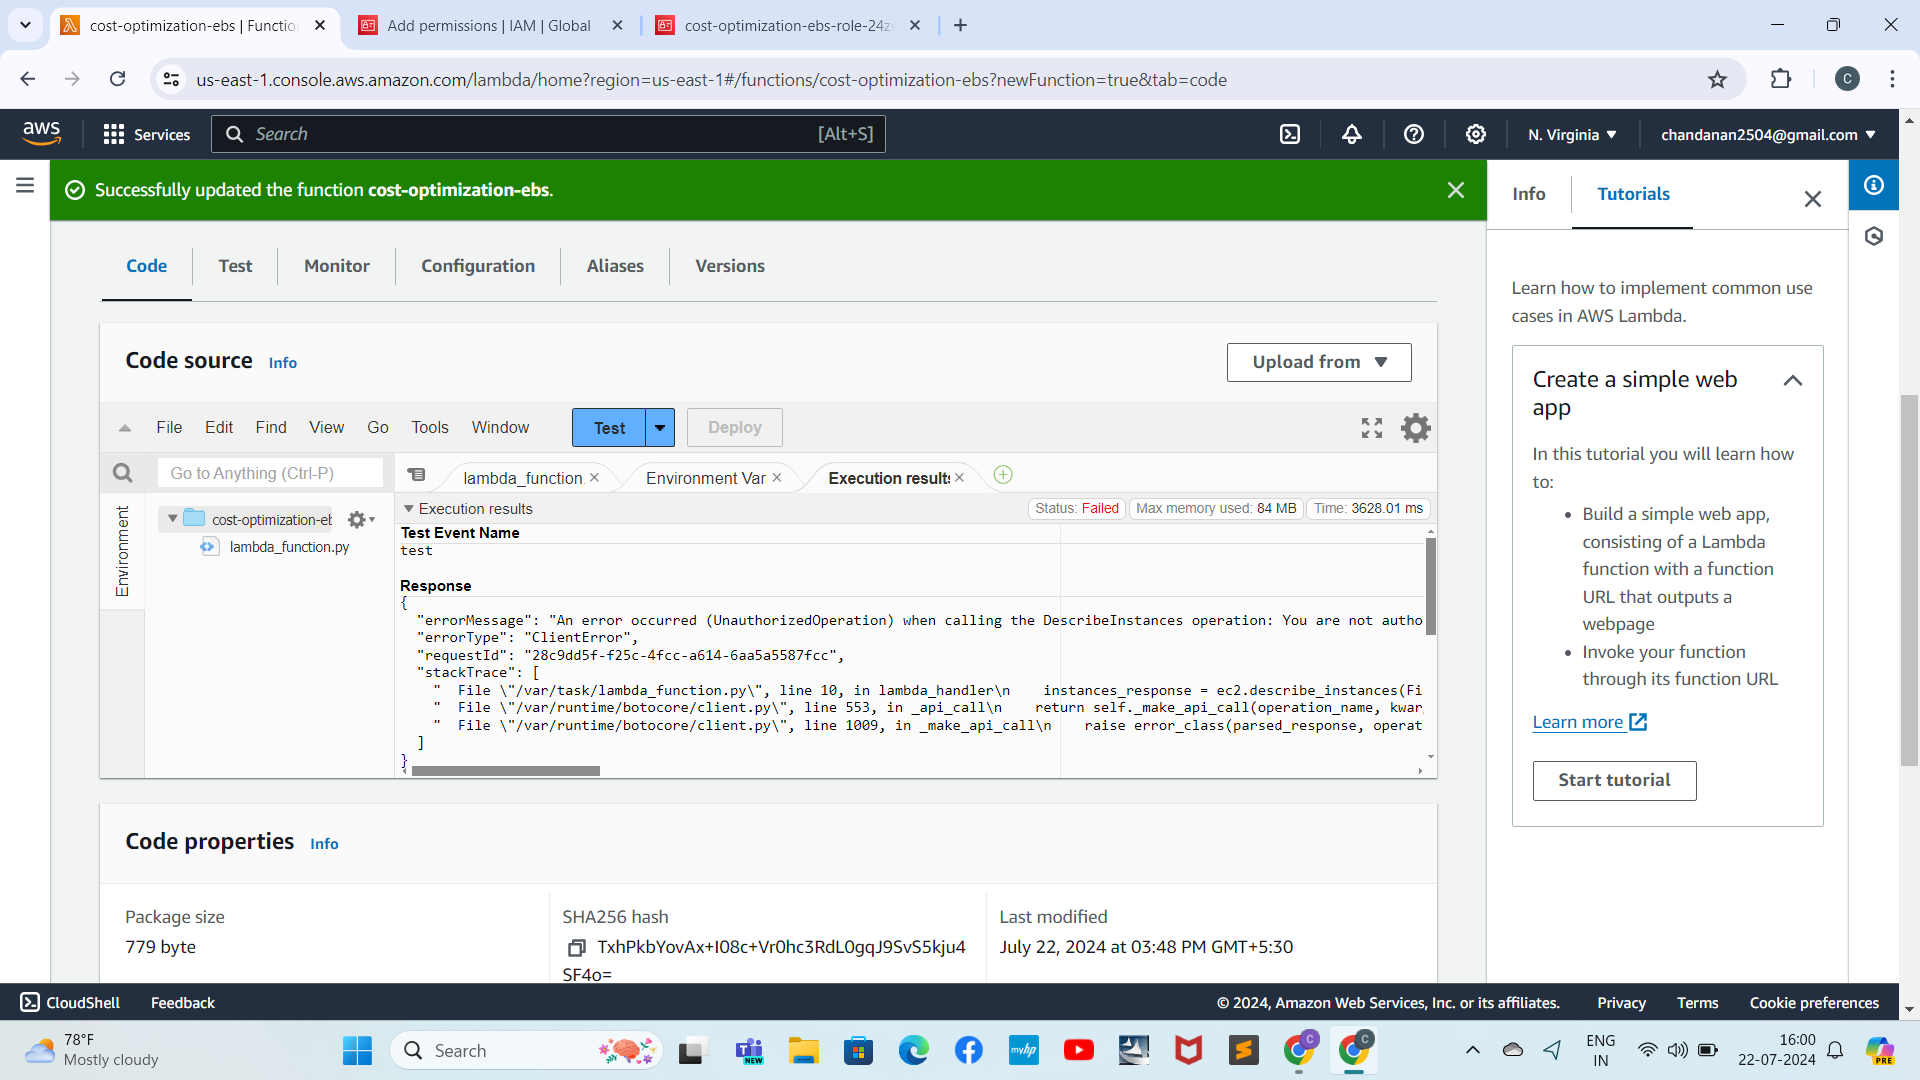 cost-optimization-ebs | Functio
Add permissions | IAM | Global
cost-optimization-ebs-role-24z
us-east-1.console.aws.amazon.com/lambda/home?region=us-east-1#/functions/cost-optimization-ebs?newFunction=true&tab=code
C
aws
Services
Search
[Alt+S]
N. Virginia
chandanan2504@gmail.com
Successfully updated the function cost-optimization-ebs.
Info
Tutorials
Code
Test
Monitor
Configuration
Aliases
Versions
Learn how to implement common use
cases in AWS Lambda.
Code source
Info
Upload from
Create a simple web
app
File
Edit
Find
View
Go
Tools
Window
Test
Deploy
In this tutorial you will learn how
to:
Go to Anything (Ctrl-P)
lambda_function.
Environment Var
Execution results
Execution results
Status: Failed
Max memory used: 84 MB
Time: 3628.01 ms
Environment
cost-optimization-eb
lambda_function.py
• Build a simple web app,
consisting of a Lambda
function with a function
URL that outputs a
webpage
• Invoke your function
through its function URL
Test Event Name
test
Response
{
"errorMessage": "An error occurred (UnauthorizedOperation) when calling the DescribeInstances operation: You are not autho
"errorType": "ClientError",
"requestId": "28c9dd5f-f25c-4fcc-a614-6aa5a5587fcc",
"stackTrace": [
"  File \"/var/task/lambda_function.py\", line 10, in lambda_handler\n    instances_response = ec2.describe_instances(Fi
"  File \"/var/runtime/botocore/client.py\", line 553, in _api_call\n    return self._make_api_call(operation_name, kwar
"  File \"/var/runtime/botocore/client.py\", line 1009, in _make_api_call\n    raise error_class(parsed_response, operat
]
}
Learn more
Start tutorial
Code properties
Info
Package size
779 byte
SHA256 hash
TxhPkbYovAx+I08c+Vr0hc3RdL0gqJ9SvS5kju4
SF4o=
Last modified
July 22, 2024 at 03:48 PM GMT+5:30
CloudShell
Feedback
© 2024, Amazon Web Services, Inc. or its affiliates.
Privacy
Terms
Cookie preferences
78°F
Mostly cloudy
Search
NEW
myhp
C
C
ENG
IN
16:00
22-07-2024
PRE